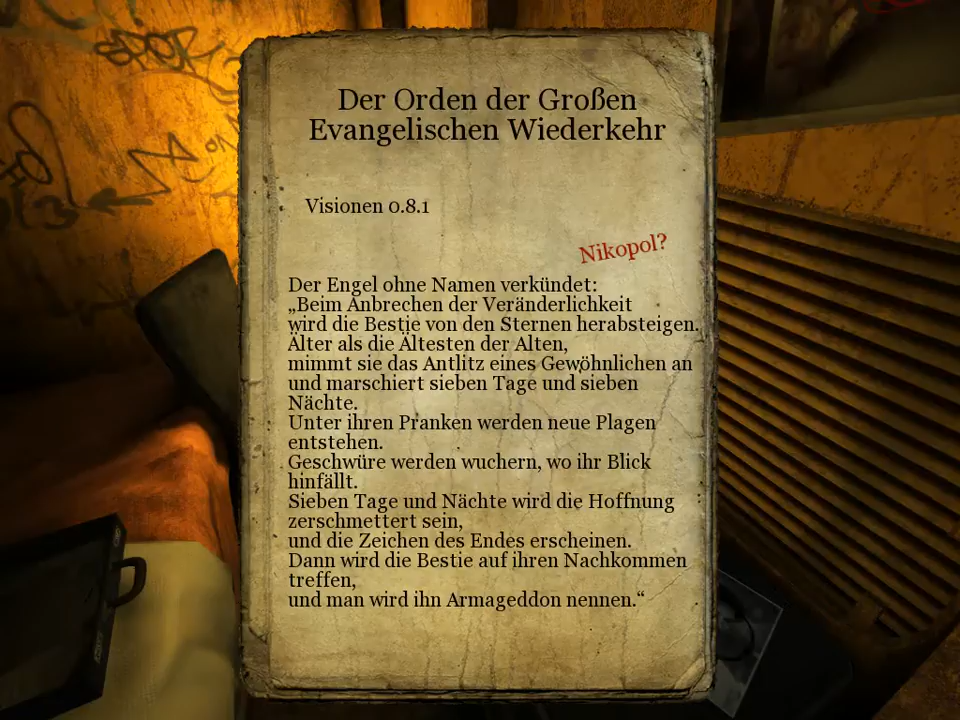 Der Orden der Großen
Evangelischen Wiederkehr
Visionen 0.8.1
Nikopol?
Der Engel ohne Namen verkündet:
„Beim Anbrechen der Veränderlichkeit
wird die Bestie von den Sternen herabsteigen.
Älter als die Ältesten der Alten,
mimmt sie das Antlitz eines Gewöhnlichen an
und marschiert sieben Tage und sieben
Nächte.
Unter ihren Pranken werden neue Plagen
entstehen.
Geschwüre werden wuchern, wo ihr Blick
hinfällt.
Sieben Tage und Nächte wird die Hoffnung
zerschmettert sein,
und die Zeichen des Endes erscheinen.
Dann wird die Bestie auf ihren Nachkommen
treffen,
und man wird ihn Armageddon nennen.“